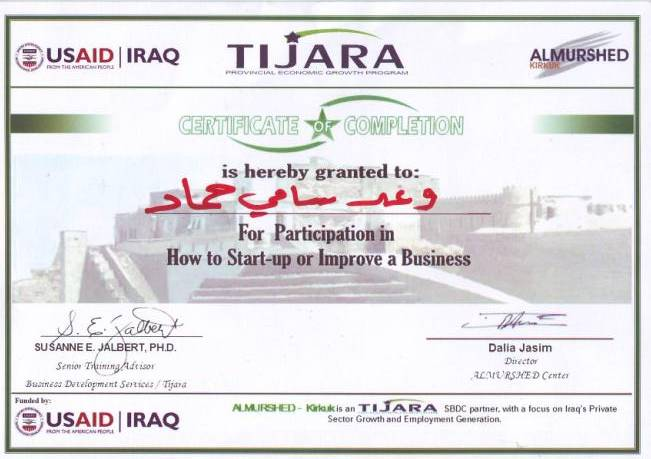 USAID | IRAQ
FROM THE AMERICAN PEOPLE
TIJARA
PROVINCIAL ECONOMIC GROWTH PROGRAM
ALMURSHED
KIRKUK
CERTIFICATE OF COMPLETION
is hereby granted to:
وعد سامي حماد
For Participation in
How to Start-up or Improve a Business
S. E. Jalbert
SUSANNE E. JALBERT, PH.D.
Senior Training Advisor
Business Development Services / Tijara
Dalia Jasim
Director
ALMURSHED Center
Funded by:
USAID | IRAQ
FROM THE AMERICAN PEOPLE
ALMURSHED - Kirkuk is an TIJARA SBDC partner, with a focus on Iraq's Private
Sector Growth and Employment Generation.